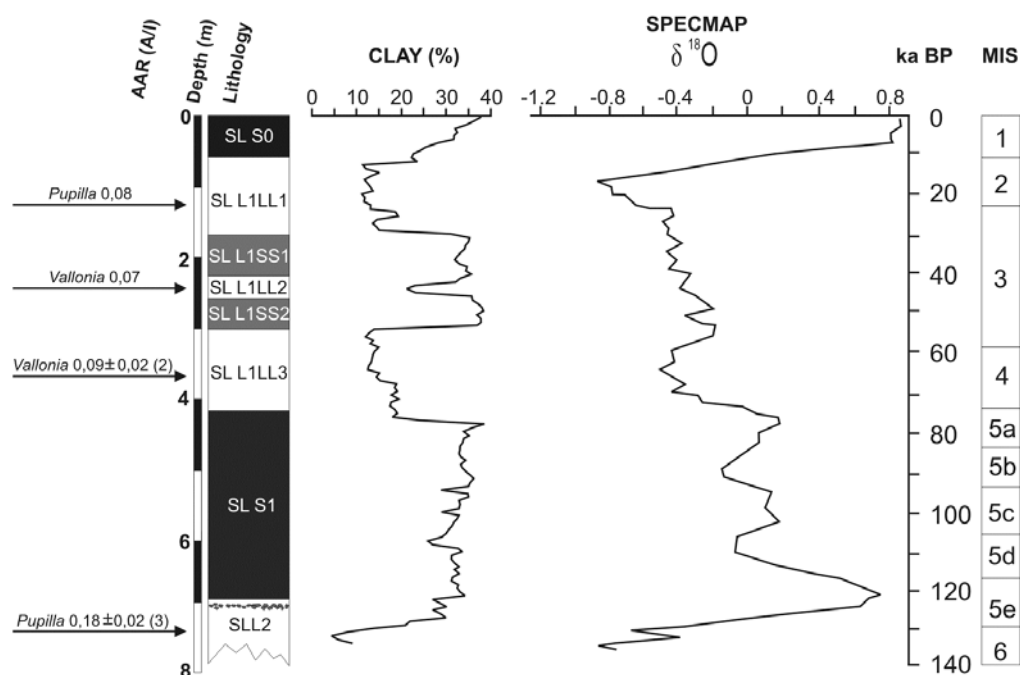 AAR (A/I)
Depth (m)
Lithology
CLAY (%)
SPECMAP
δ 18O
ka BP
MIS
0 10 20 30 40
-1.2 -0.8 -0.4 0 0.4 0.8
0
2
4
6
8
SL S0
SL L1LL1
SL L1SS1
SL L1LL2
SL L1SS2
SL L1LL3
SL S1
SLL2
Pupilla 0,08
Vallonia 0,07
Vallonia 0,09±0,02 (2)
Pupilla 0,18±0,02 (3)
0
20
40
60
80
100
120
140
1
2
3
4
5a
5b
5c
5d
5e
6